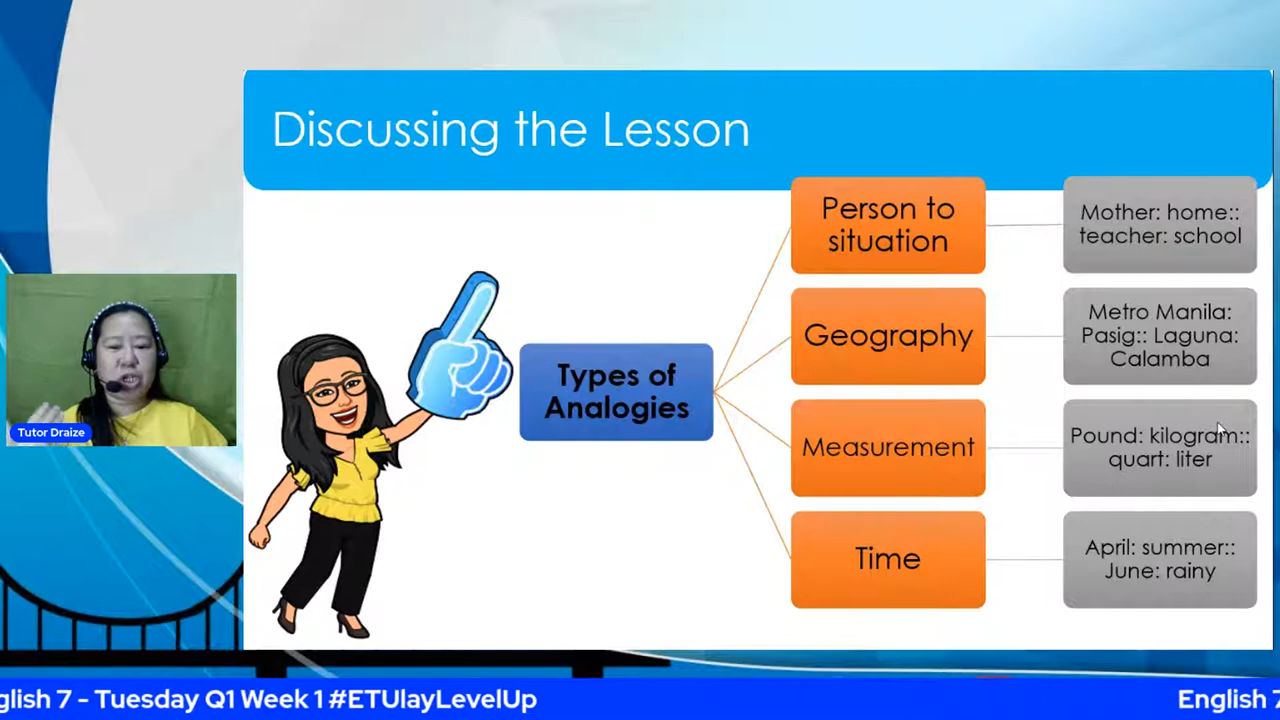 Discussing the Lesson
Person to
situation
Mother: home::
teacher: school
Geography
Metro Manila:
Pasig:: Laguna:
Calamba
Types of
Analogies
Measurement
Pound: kilogram::
quart: liter
Time
April: summer::
June: rainy
Tutor Draize
glish 7 - Tuesday Q1 Week 1 #ETUlayLevelUp
English 7